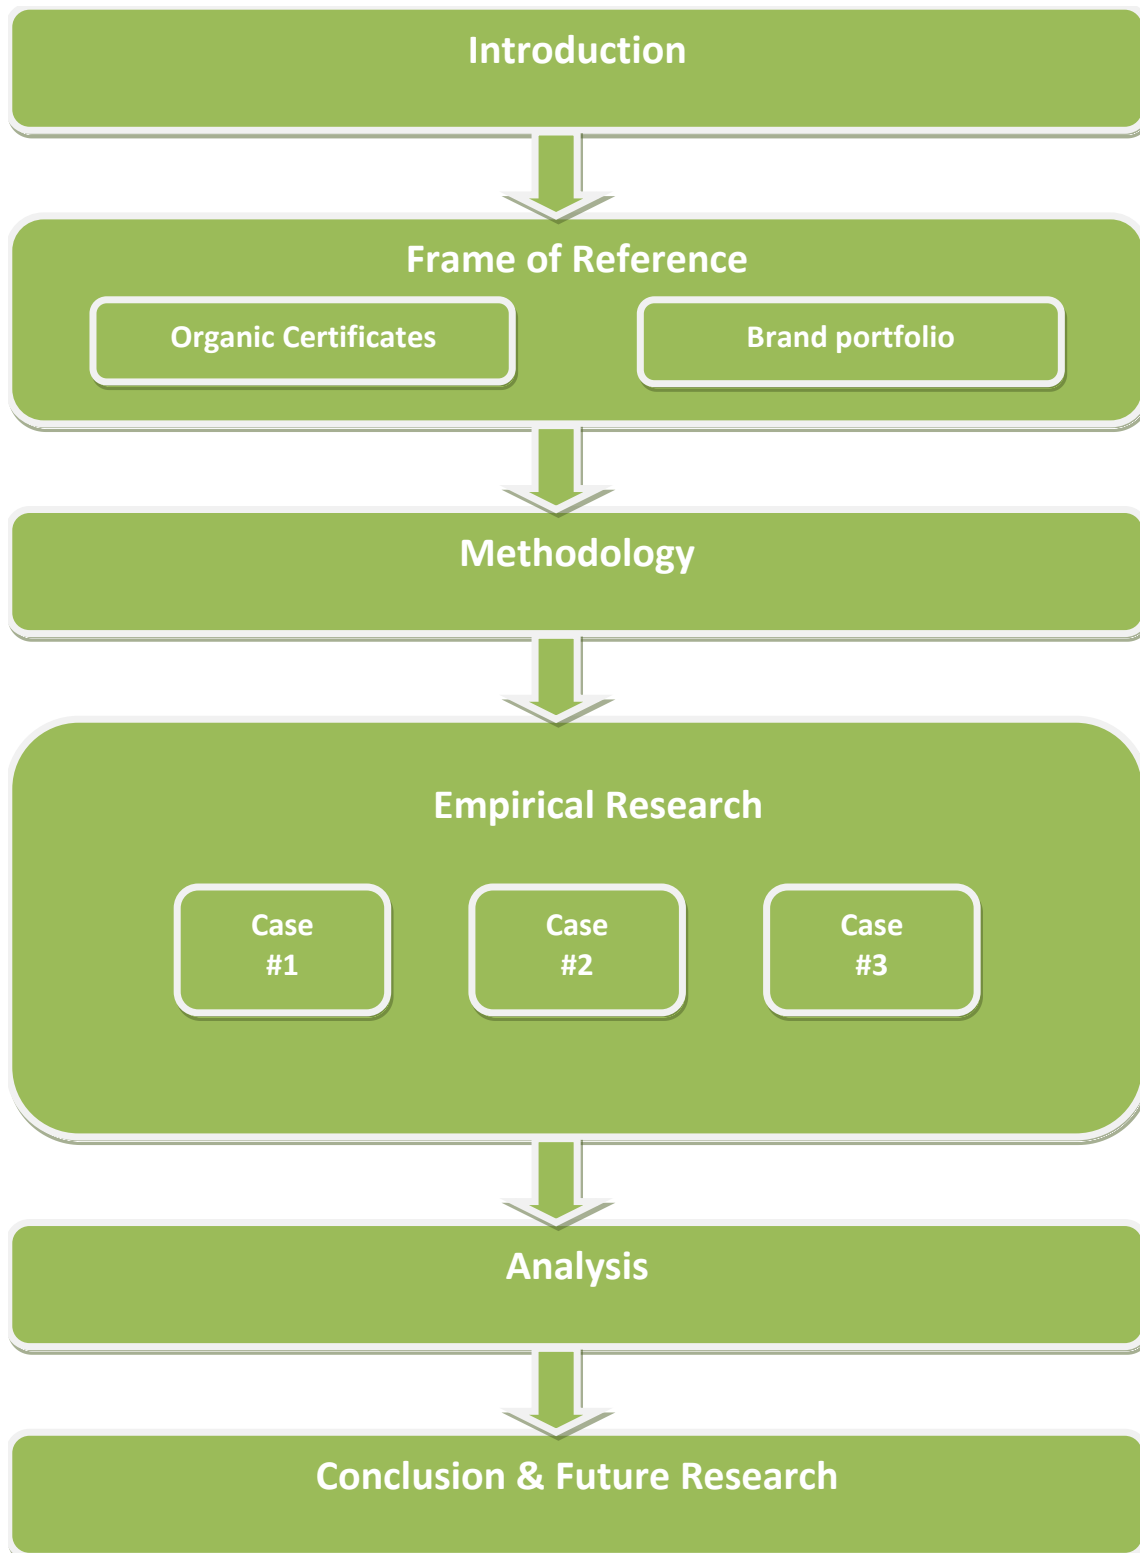 Introduction
Frame of Reference
Organic Certificates
Brand portfolio
Methodology
Empirical Research
Case
#1
Case
#2
Case
#3
Analysis
Conclusion & Future Research